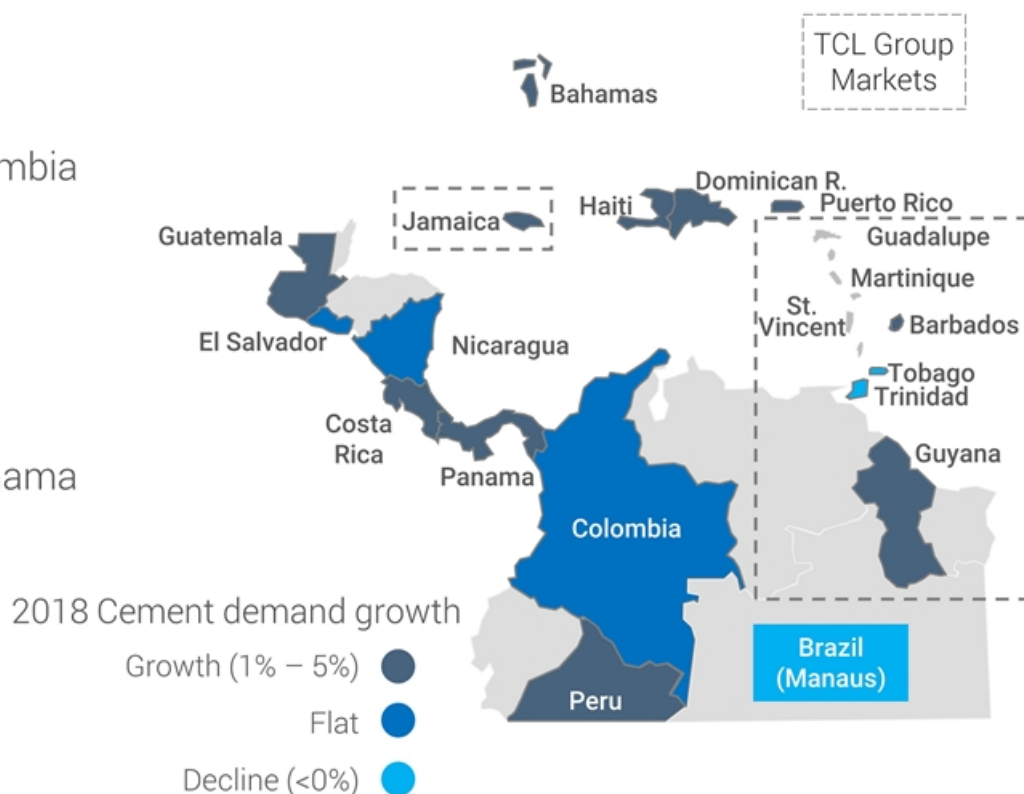 TCL Group
Markets
Bahamas
mbia
Dominican R.
Haiti
Puerto Rico
Jamaica
Guatemala
Guadalupe
Martinique
St.
Vincent
Barbados
El Salvador
Nicaragua
Tobago
Trinidad
Costa
Rica
Guyana
Panama
ama
Colombia
2018 Cement demand growth
Growth (1% – 5%)
Brazil
(Manaus)
Peru
Flat
Decline (<0%)